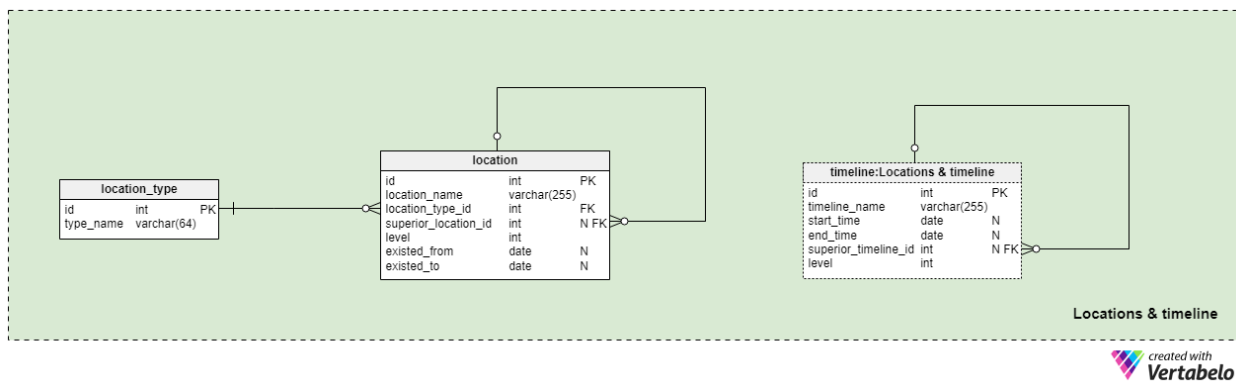 location_type
id int PK
type_name varchar(64)
location
id int PK
location_name varchar(255)
location_type_id int FK
superior_location_id int N FK
level int
existed_from date N
existed_to date N
timeline:Locations & timeline
id int PK
timeline_name varchar(255)
start_time date N
end_time date N
superior_timeline_id int N FK
level int
Locations & timeline
created with
Vertabelo